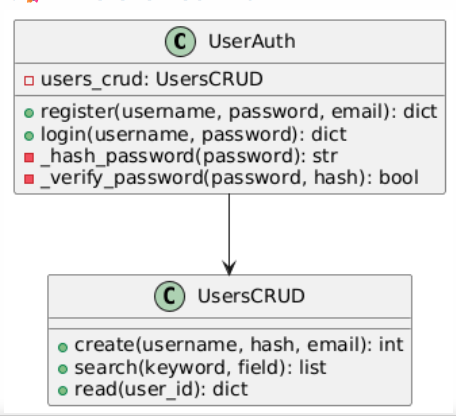 C UserAuth
users_crud: UsersCRUD
register(username, password, email): dict
login(username, password): dict
_hash_password(password): str
_verify_password(password, hash): bool
C UsersCRUD
create(username, hash, email): int
search(keyword, field): list
read(user_id): dict